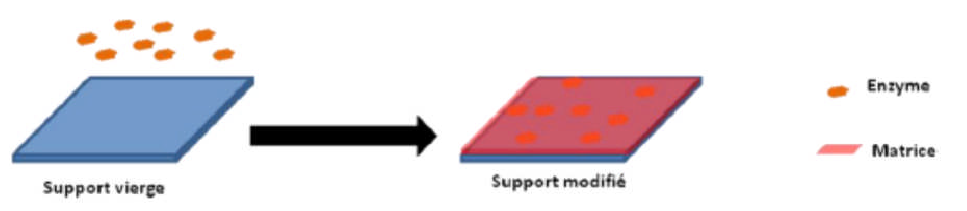 Enzyme
Matrice
Support vierge
Support modifié